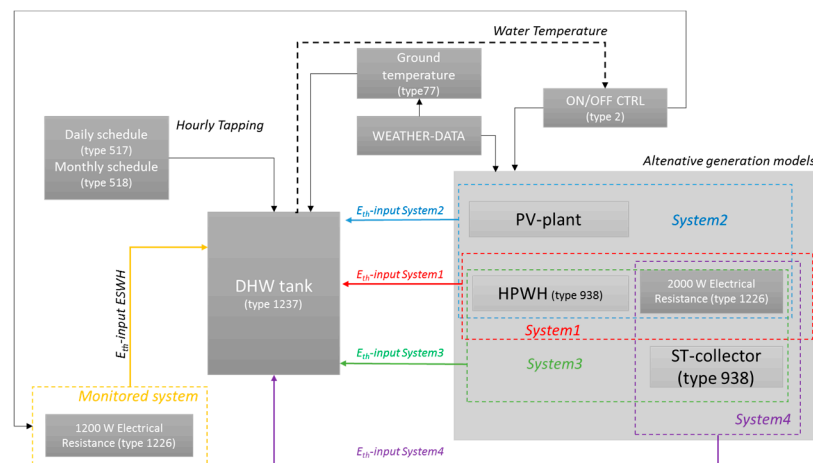 Water Temperature
Ground
temperature
(type77)
ON/OFF CTRL
(type 2)
Daily schedule
(type 517)
Monthly schedule
(type 518)
Hourly Tapping
WEATHER-DATA
Altenative generation models
Eth-input System2
PV-plant
System2
DHW tank
(type 1237)
Eth-input System1
HPWH (type 938)
2000 W Electrical
Resistance (type 1226)
System1
Eth-input ESWH
Eth-input System3
System3
ST-collector
(type 938)
Monitored system
System4
1200 W Electrical
Resistance (type 1226)
Eth-input System4